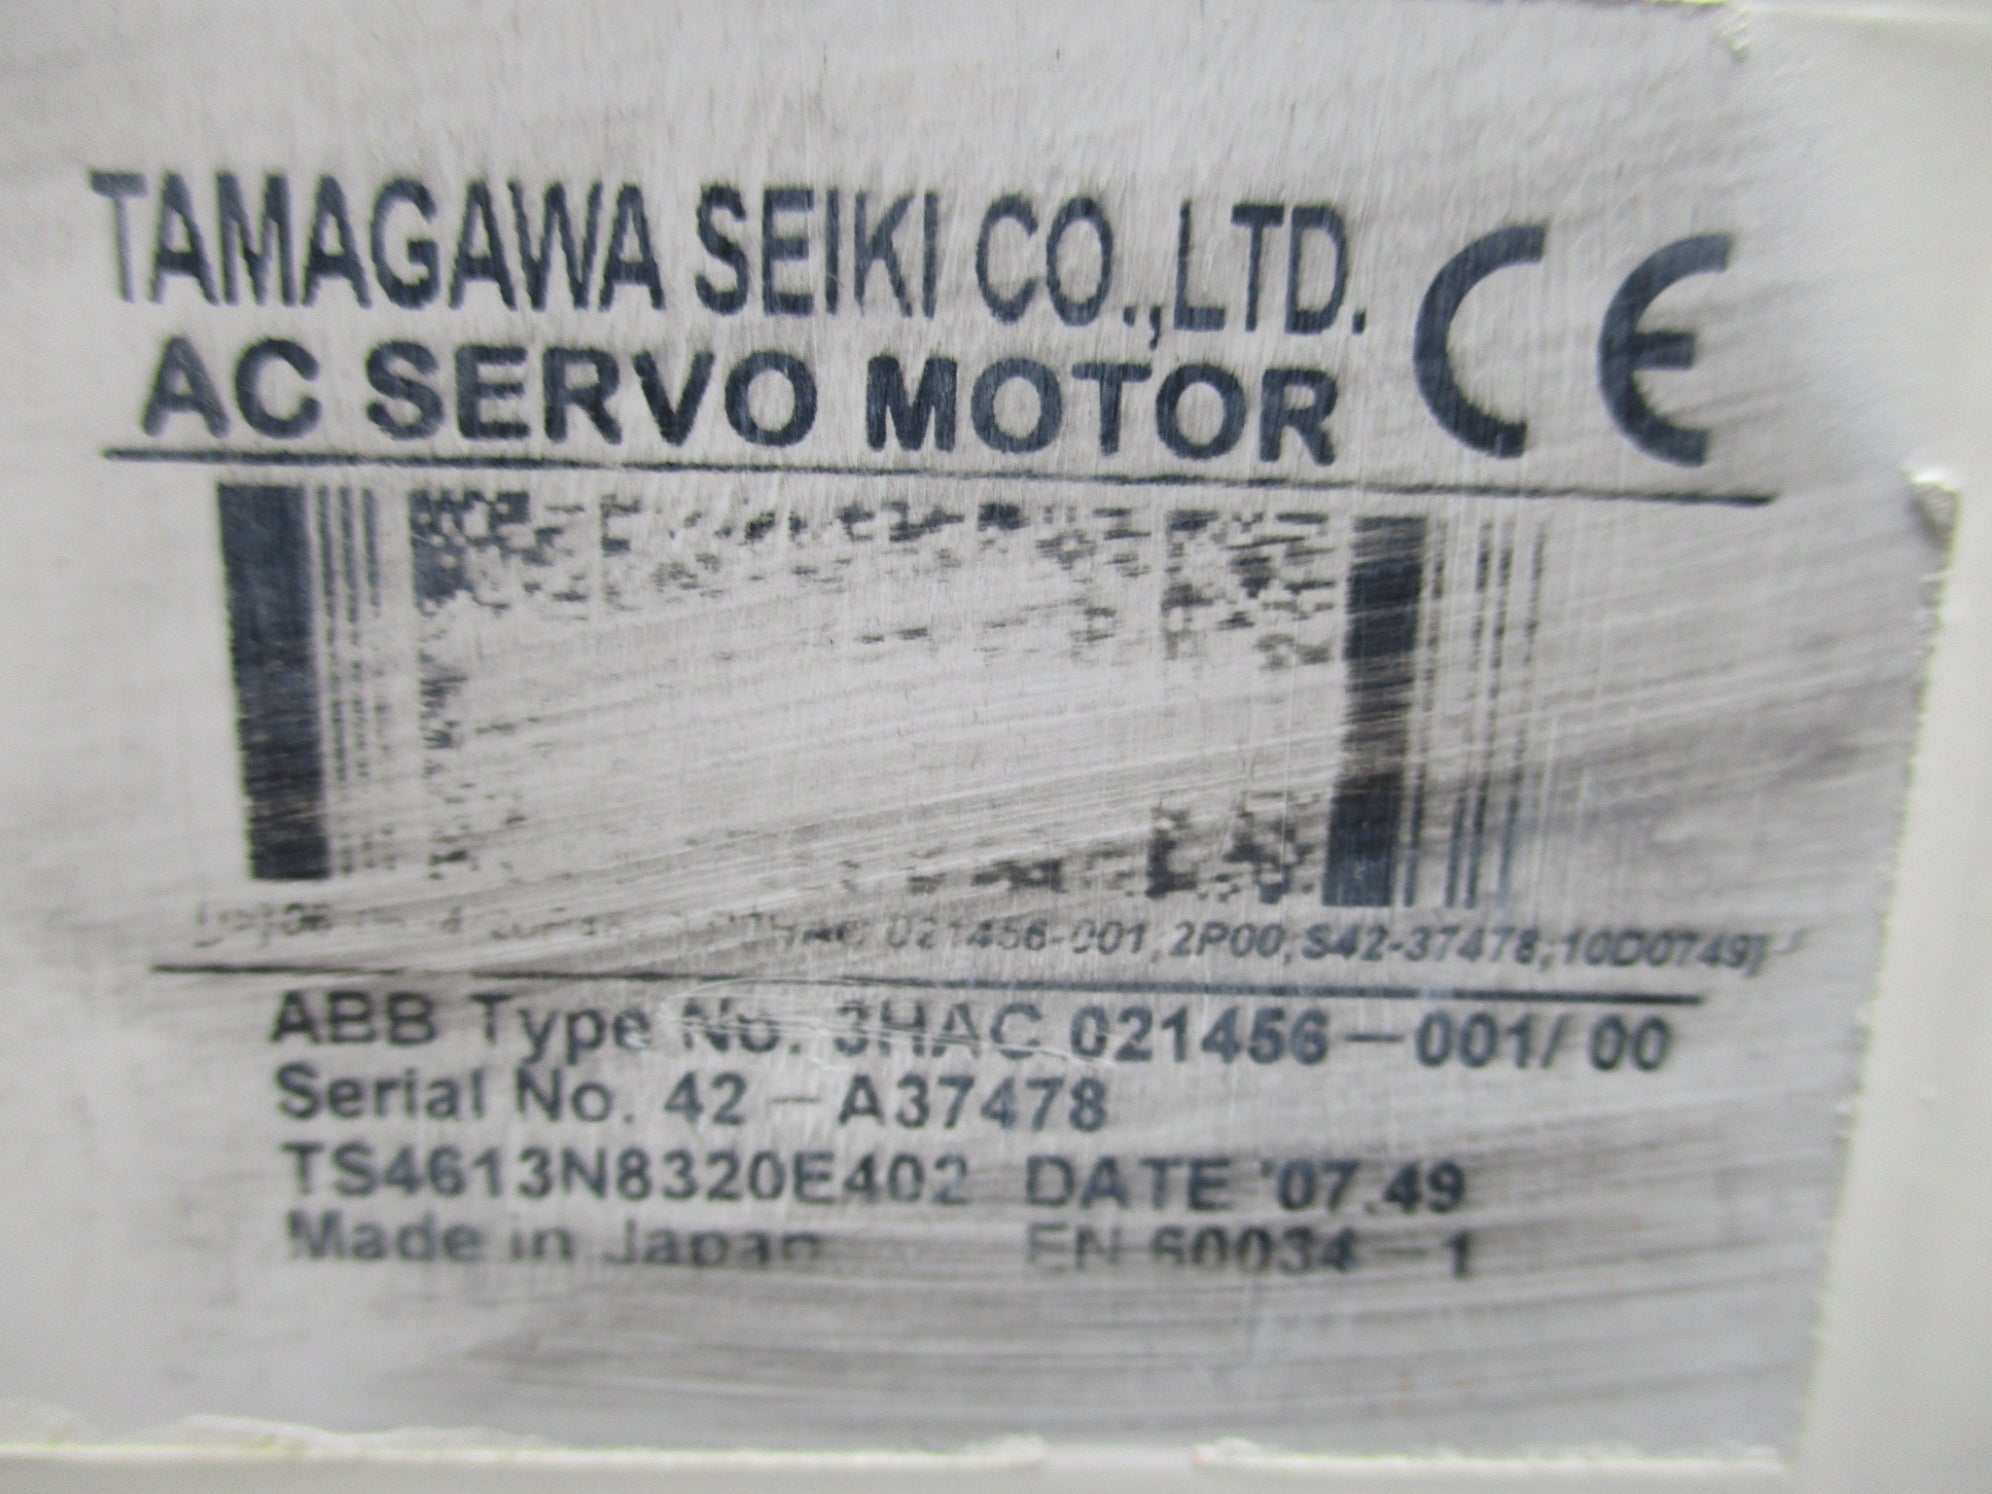 TAMAGAWA SEIKI CO.,LTD. CE
AC SERVO MOTOR
021456-001,2P00,S42-37478,10D0749)
ABB Type No. 3HAC 021456-001/00
Serial No. 42-A37478
TS4613N8320E402 DATE '07.49
Made in Japan EN 60034-1